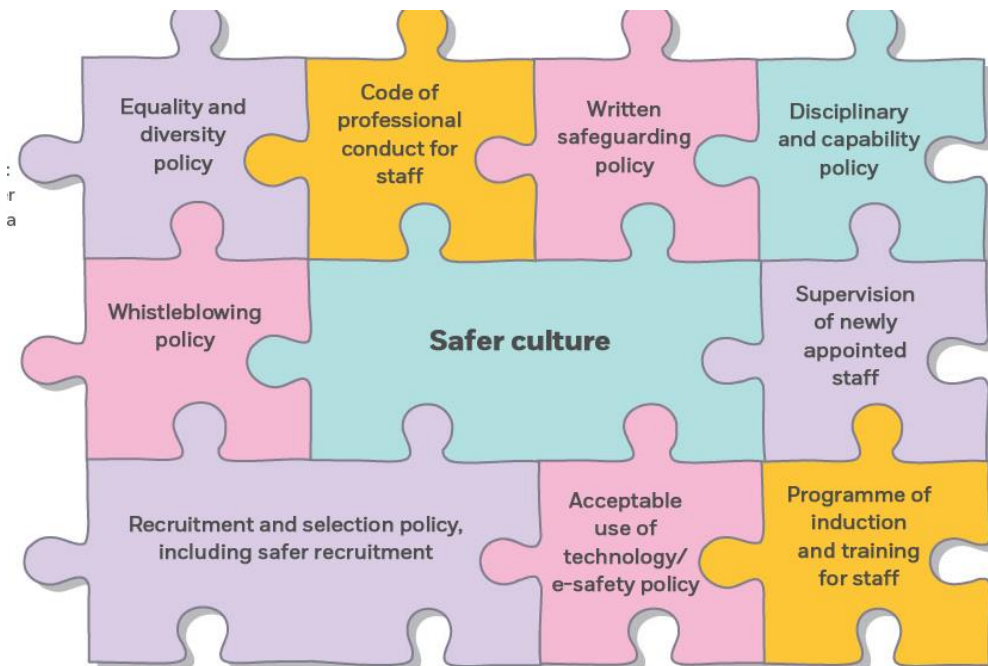 Equality and
diversity
policy
Code of
professional
conduct for
staff
Written
safeguarding
policy
Disciplinary
and capability
policy
Whistleblowing
policy
Safer culture
Supervision
of newly
appointed
staff
Recruitment and selection policy,
including safer recruitment
Acceptable
use of
technology/
e-safety policy
Programme of
induction
and training
for staff